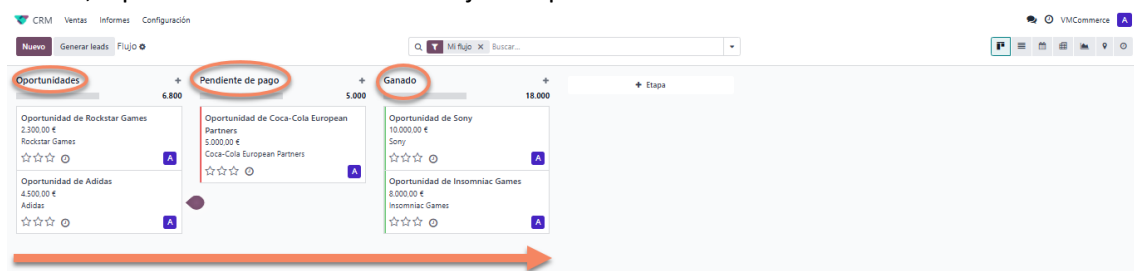 CRM Ventas Informes Configuración
VMCommerce A
Nuevo Generar leads Flujo
Mi flujo × Buscar...
Oportunidades +
6.800
Oportunidad de Rockstar Games
2.300,00 €
Rockstar Games
A
Oportunidad de Adidas
4.500,00 €
Adidas
A
Pendiente de pago +
5.000
Oportunidad de Coca-Cola European
Partners
5.000,00 €
Coca-Cola European Partners
A
Ganado +
18.000
Oportunidad de Sony
10.000,00 €
Sony
A
Oportunidad de Insomniac Games
8.000,00 €
Insomniac Games
A
+ Etapa